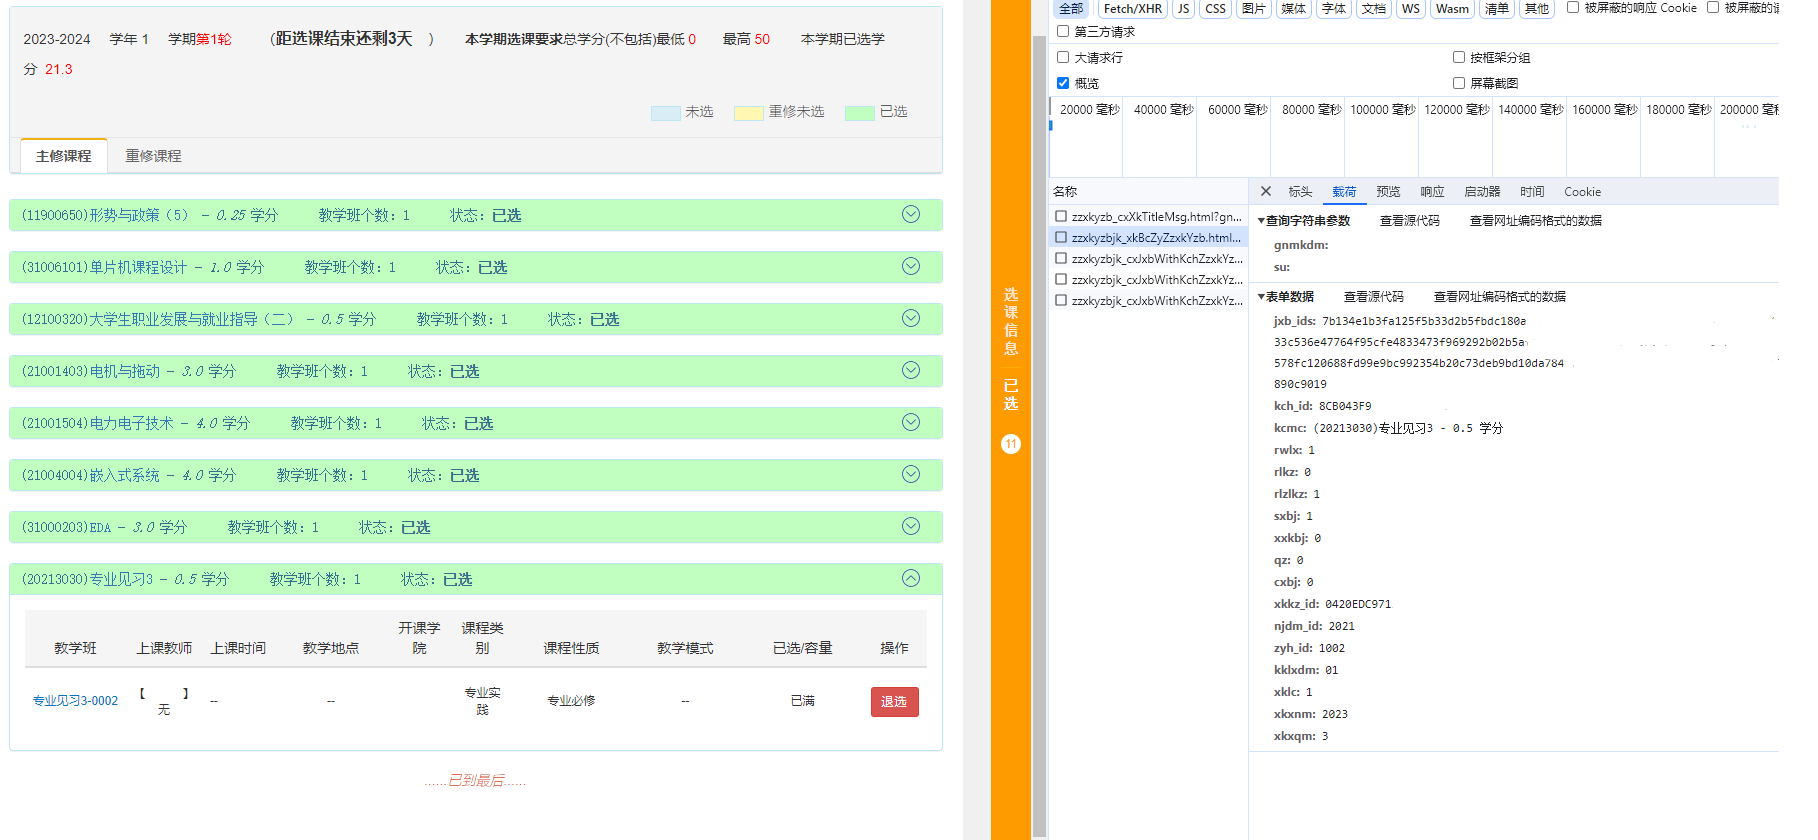 2023-2024 学年 1 学期第1轮 （距选课结束还剩3天 ） 本学期选课要求总学分(不包括)最低 0 最高 50 本学期已选学
分 21.3
未选 重修未选 已选
主修课程 重修课程
(11900650)形势与政策（5） - 0.25 学分 教学班个数：1 状态：已选
(31006101)单片机课程设计 - 1.0 学分 教学班个数：1 状态：已选
(12100320)大学生职业发展与就业指导（二） - 0.5 学分 教学班个数：1 状态：已选
(21001403)电机与拖动 - 3.0 学分 教学班个数：1 状态：已选
(21001504)电力电子技术 - 4.0 学分 教学班个数：1 状态：已选
(21004004)嵌入式系统 - 4.0 学分 教学班个数：1 状态：已选
(31000203)EDA - 3.0 学分 教学班个数：1 状态：已选
(20213030)专业见习3 - 0.5 学分 教学班个数：1 状态：已选
教学班 上课教师 上课时间 教学地点 开课学院 课程类别 课程性质 教学模式 已选/容量 操作
专业见习3-0002 【 】无 -- -- 专业实践 专业必修 -- 已满 退选
......已到最后......
选课信息
已选
11
全部 Fetch/XHR JS CSS 图片 媒体 字体 文档 WS Wasm 清单 其他 被屏蔽的响应 Cookie 被屏蔽的
第三方请求
大请求行 按框架分组
概览 屏幕截图
20000 毫秒 40000 毫秒 60000 毫秒 80000 毫秒 100000 毫秒 120000 毫秒 140000 毫秒 160000 毫秒 180000 毫秒 200000 毫
名称
zzxkyzb_cxXkTitleMsg.html?gn...
zzxkyzbjk_xkBcZyZzxkYzb.html...
zzxkyzbjk_cxJxbWithKchZzxkYz...
zzxkyzbjk_cxJxbWithKchZzxkYz...
zzxkyzbjk_cxJxbWithKchZzxkYz...
标头 载荷 预览 响应 启动器 时间 Cookie
查询字符串参数 查看源代码 查看网址编码格式的数据
gnmkdm:
su:
表单数据 查看源代码 查看网址编码格式的数据
jxb_ids: 7b134e1b3fa125f5b33d2b5fbdc180a
33c536e47764f95cfe4833473f969292b02b5a
578fc120688fd99e9bc992354b20c73deb9bd10da784
890c9019
kch_id: 8CB043F9
kcmc: (20213030)专业见习3 - 0.5 学分
rwlx: 1
rlkz: 0
rlzlkz: 1
sxbj: 1
xxkbj: 0
qz: 0
cxbj: 0
xkkz_id: 0420EDC971
njdm_id: 2021
zyh_id: 1002
kklxdm: 01
xklc: 1
xkxnm: 2023
xkxqm: 3